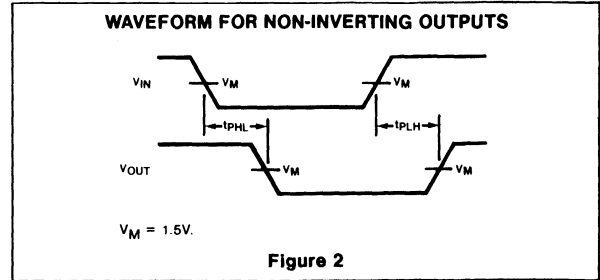 WAVEFORM FOR NON-INVERTING OUTPUTS
VIN
VM
VM
tPHL
tPLH
VOUT
VM
VM
VM = 1.5V.
Figure 2